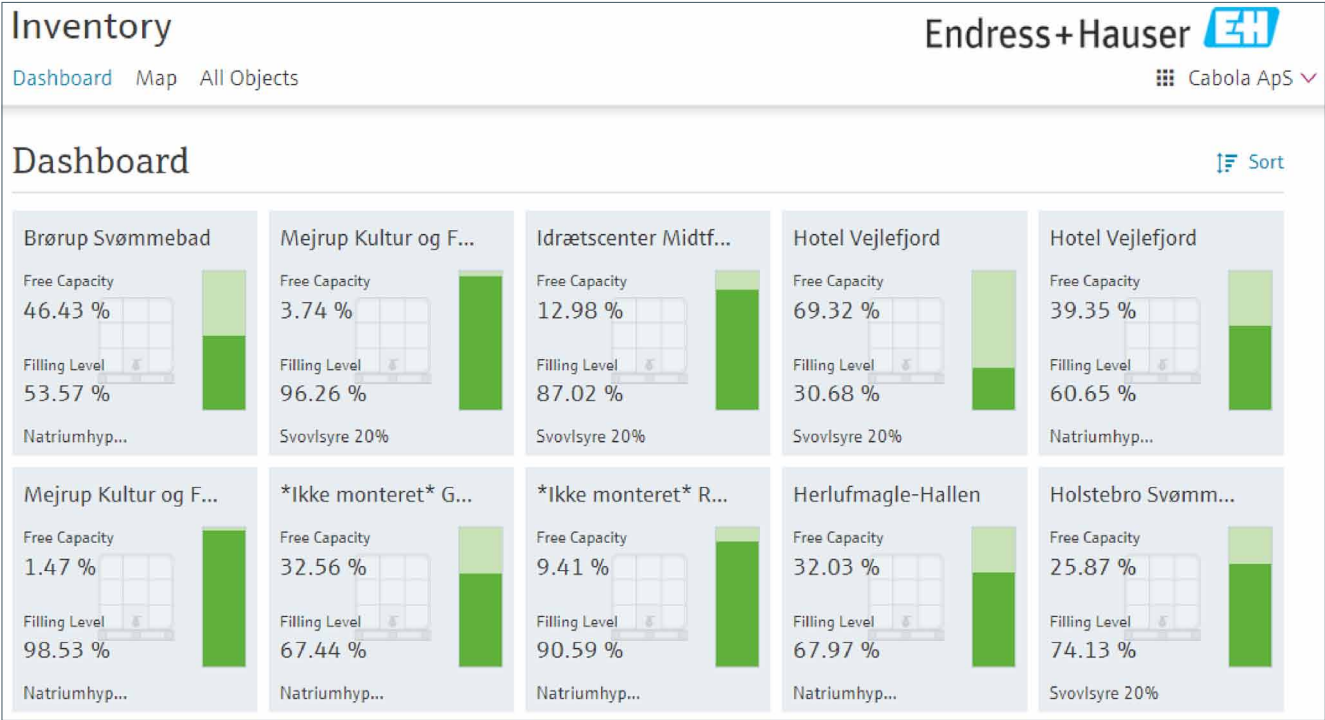 Inventory
Endress+Hauser EH
Dashboard Map All Objects
Cabola ApS
Dashboard
Sort
Brørup Svømmebad
Free Capacity
46.43 %
Filling Level
53.57 %
Natriumhyp...
Mejrup Kultur og F...
Free Capacity
3.74 %
Filling Level
96.26 %
Svovlsyre 20%
Idrætscenter Midtf...
Free Capacity
12.98 %
Filling Level
87.02 %
Svovlsyre 20%
Hotel Vejlefjord
Free Capacity
69.32 %
Filling Level
30.68 %
Svovlsyre 20%
Hotel Vejlefjord
Free Capacity
39.35 %
Filling Level
60.65 %
Natriumhyp...
Mejrup Kultur og F...
Free Capacity
1.47 %
Filling Level
98.53 %
Natriumhyp...
*Ikke monteret* G...
Free Capacity
32.56 %
Filling Level
67.44 %
Natriumhyp...
*Ikke monteret* R...
Free Capacity
9.41 %
Filling Level
90.59 %
Natriumhyp...
Herlufmagle-Hallen
Free Capacity
32.03 %
Filling Level
67.97 %
Natriumhyp...
Holstebro Svømm...
Free Capacity
25.87 %
Filling Level
74.13 %
Svovlsyre 20%